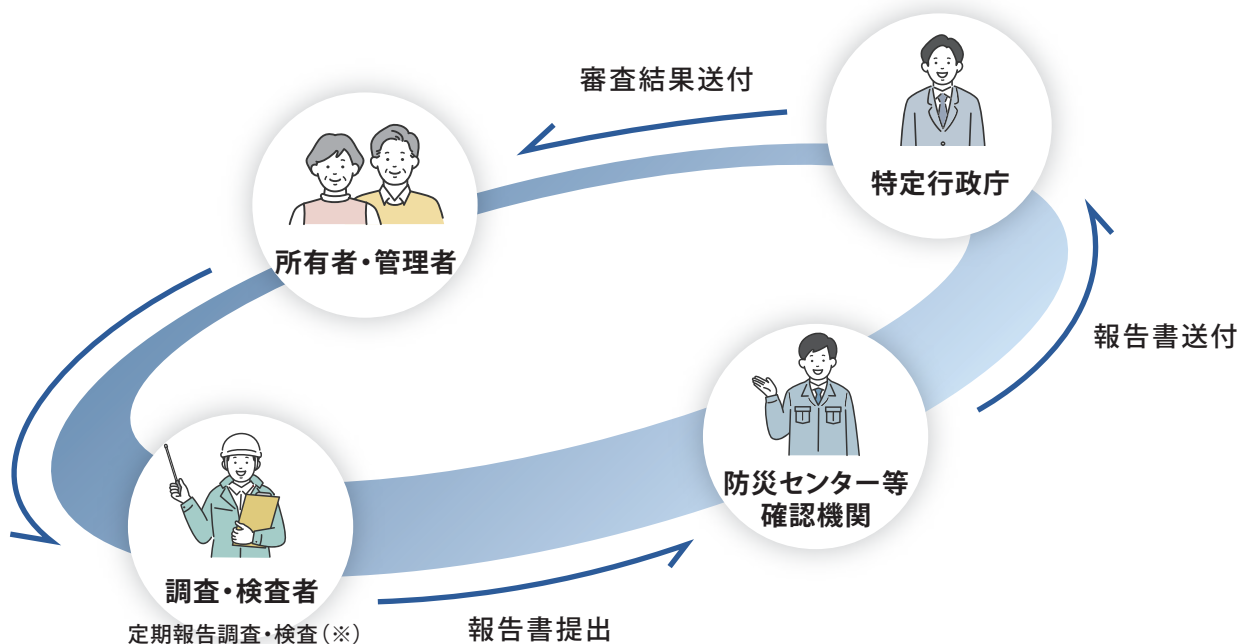 審査結果送付
特定行政庁
所有者・管理者
報告書送付
防災センター等
確認機関
調査・検査者
定期報告調査・検査(※)
報告書提出